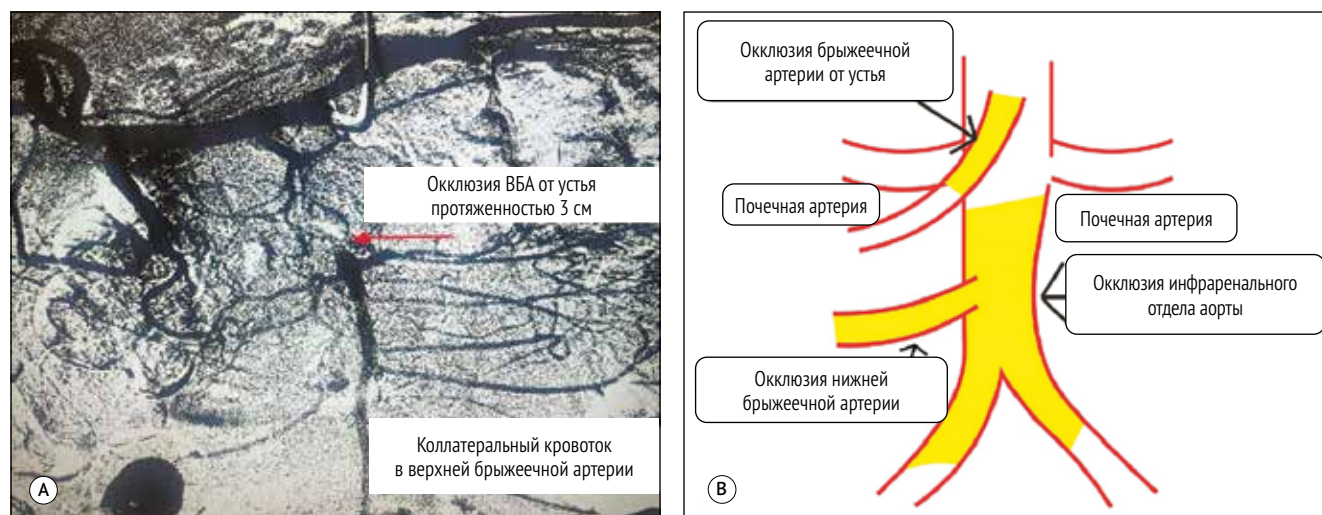 Окклюзия ВБА от устья
протяженностью 3 см
Коллатеральный кровоток
в верхней брыжеечной артерии
A
Окклюзия брыжеечной
артерии от устья
Почечная артерия
Почечная артерия
Окклюзия инфраренального
отдела аорты
Окклюзия нижней
брыжеечной артерии
B